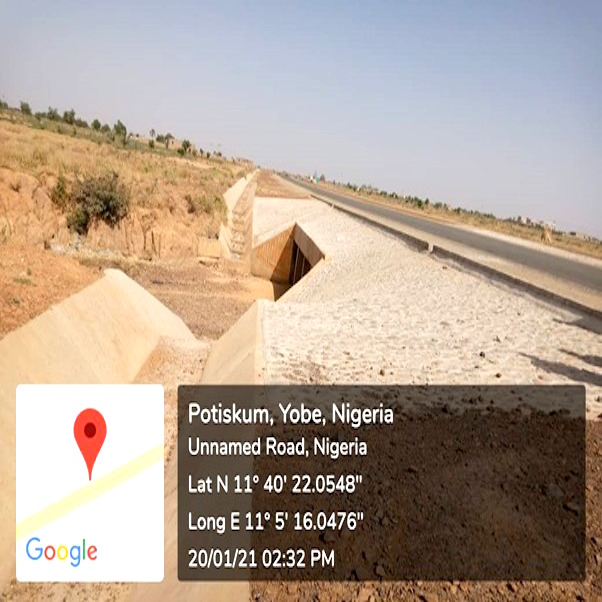 Potiskum, Yobe, Nigeria
Unnamed Road, Nigeria
Lat N 11° 40' 22.0548"
Long E 11° 5' 16.0476"
20/01/21 02:32 PM
Google